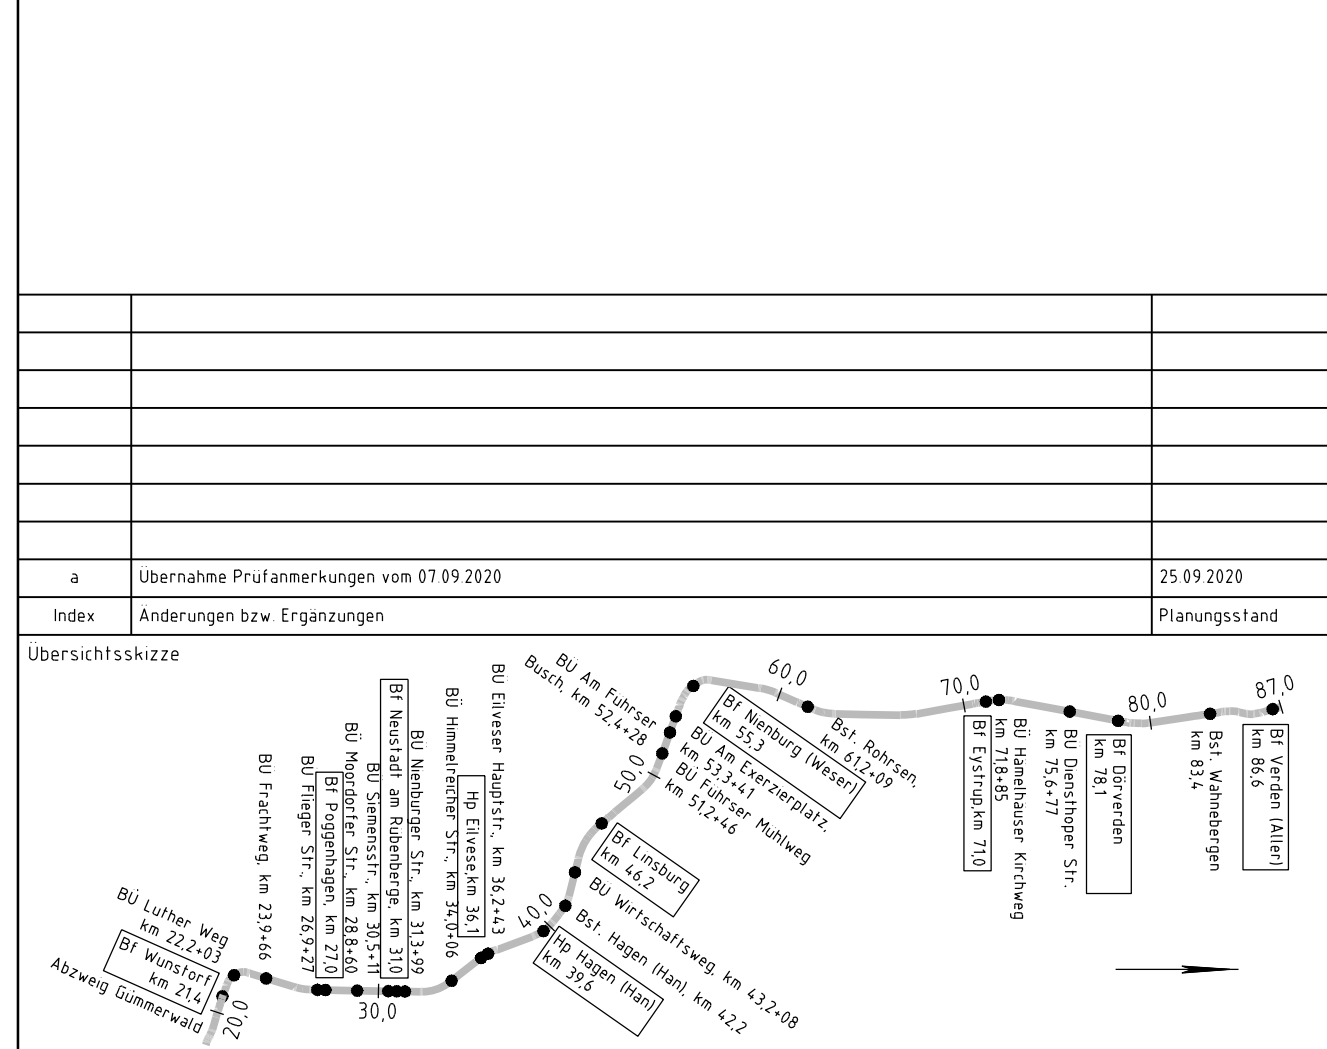 a
Übernahme Prüfanmerkungen vom 07.09.2020
25.09.2020
Index
Änderungen bzw. Ergänzungen
Planungsstand
Übersichtsskizze
Abzweig Gümmerwald
20,0
Bf Wunstorf
km 21.4
BÜ Luther Weg
km 22,2+03
BÜ Frachtweg, km 23,9+66
BÜ Flieger Str., km 26,9+27
Bf Poggenhagen, km 27,0
BÜ Moordorfer Str., km 28,8+60
30,0
BÜ Siemensstr., km 30,5+11
Bf Neustadt am Rübenberge, km 31,0
BÜ Nienburger Str., km 31,3+99
BÜ Himmelreicher Str., km 34,0+06
Hp Eilvese,km 36,1
BÜ Eilveser Hauptstr., km 36,2+43
40,0
Hp Hagen (Han)
km 39,6
Bst. Hagen (Han), km 42,2
BÜ Wirtschaftsweg, km 43,2+08
Bf Linsburg
km 46,2
50,0
BÜ Führser Mühlweg
km 51,2+46
BÜ Am Führser
Busch, km 52,4+28
BÜ Am Exerzierplatz,
km 53,3+41
Bf Nienburg (Weser)
km 55,3
60,0
Bst. Rohrsen,
km 61,2+09
70,0
Bf Eystrup,km 71,0
BÜ Hämelhäuser Kirchweg
km 71,8+85
BÜ Diensthoper Str.
km 75,6+77
Bf Dörverden
km 78,1
80,0
Bst. Wahnebergen
km 83,4
Bf Verden (Aller)
km 86,6
87,0